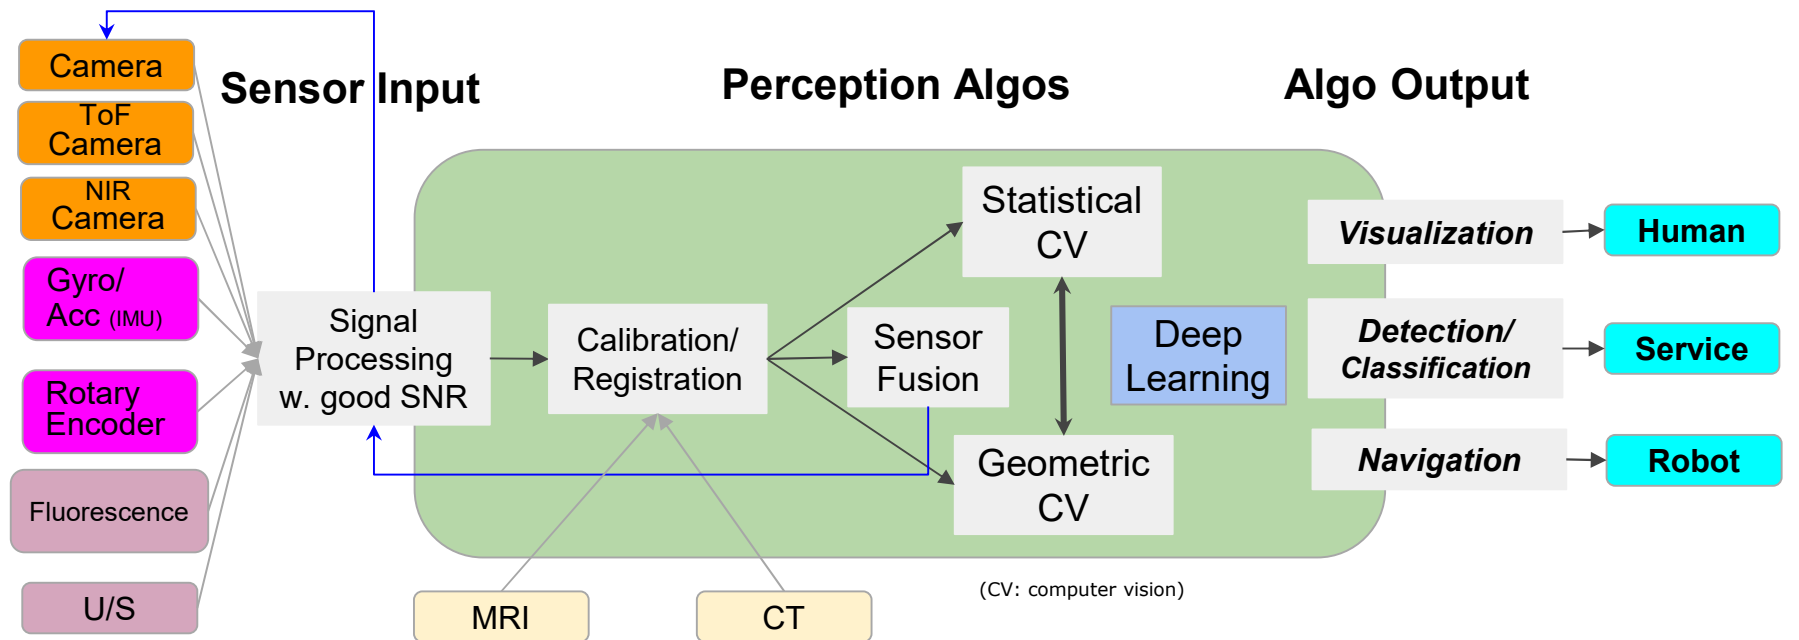 Sensor Input
Perception Algos
Algo Output
Camera
ToF
Camera
NIR
Camera
Gyro/
Acc (IMU)
Rotary
Encoder
Fluorescence
U/S
Signal
Processing
w. good SNR
Calibration/
Registration
MRI
CT
Statistical
CV
Sensor
Fusion
Geometric
CV
Deep
Learning
(CV: computer vision)
Visualization
Detection/
Classification
Navigation
Human
Service
Robot